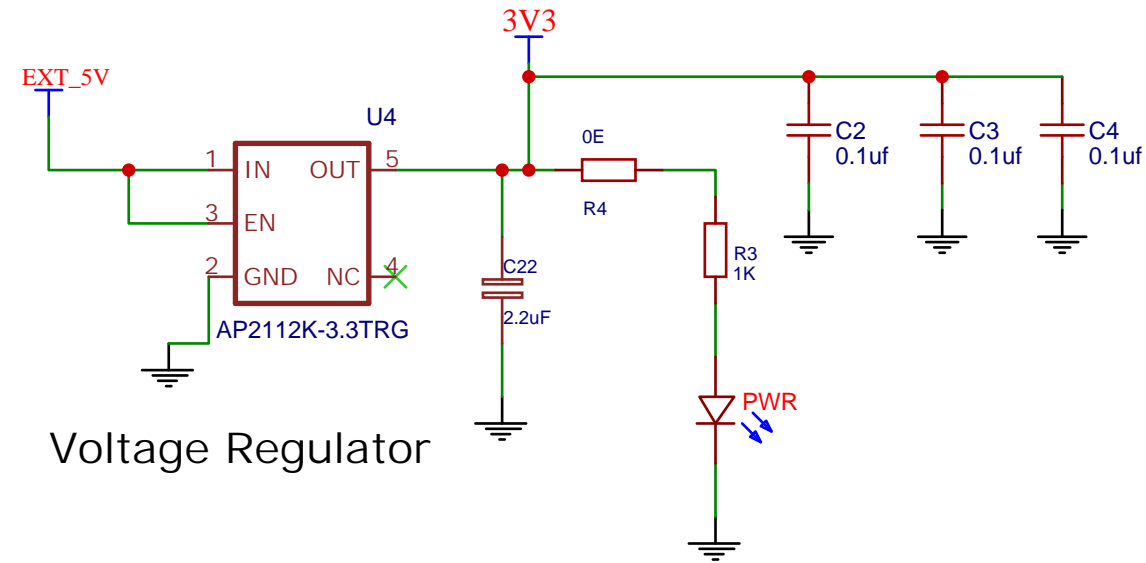 3V3
EXT_5V
U4
1 IN OUT 5
3 EN
2 GND NC 4
AP2112K-3.3TRG
0E
R4
C22
2.2uF
R3
1K
PWR
C2
0.1uf
C3
0.1uf
C4
0.1uf
Voltage Regulator